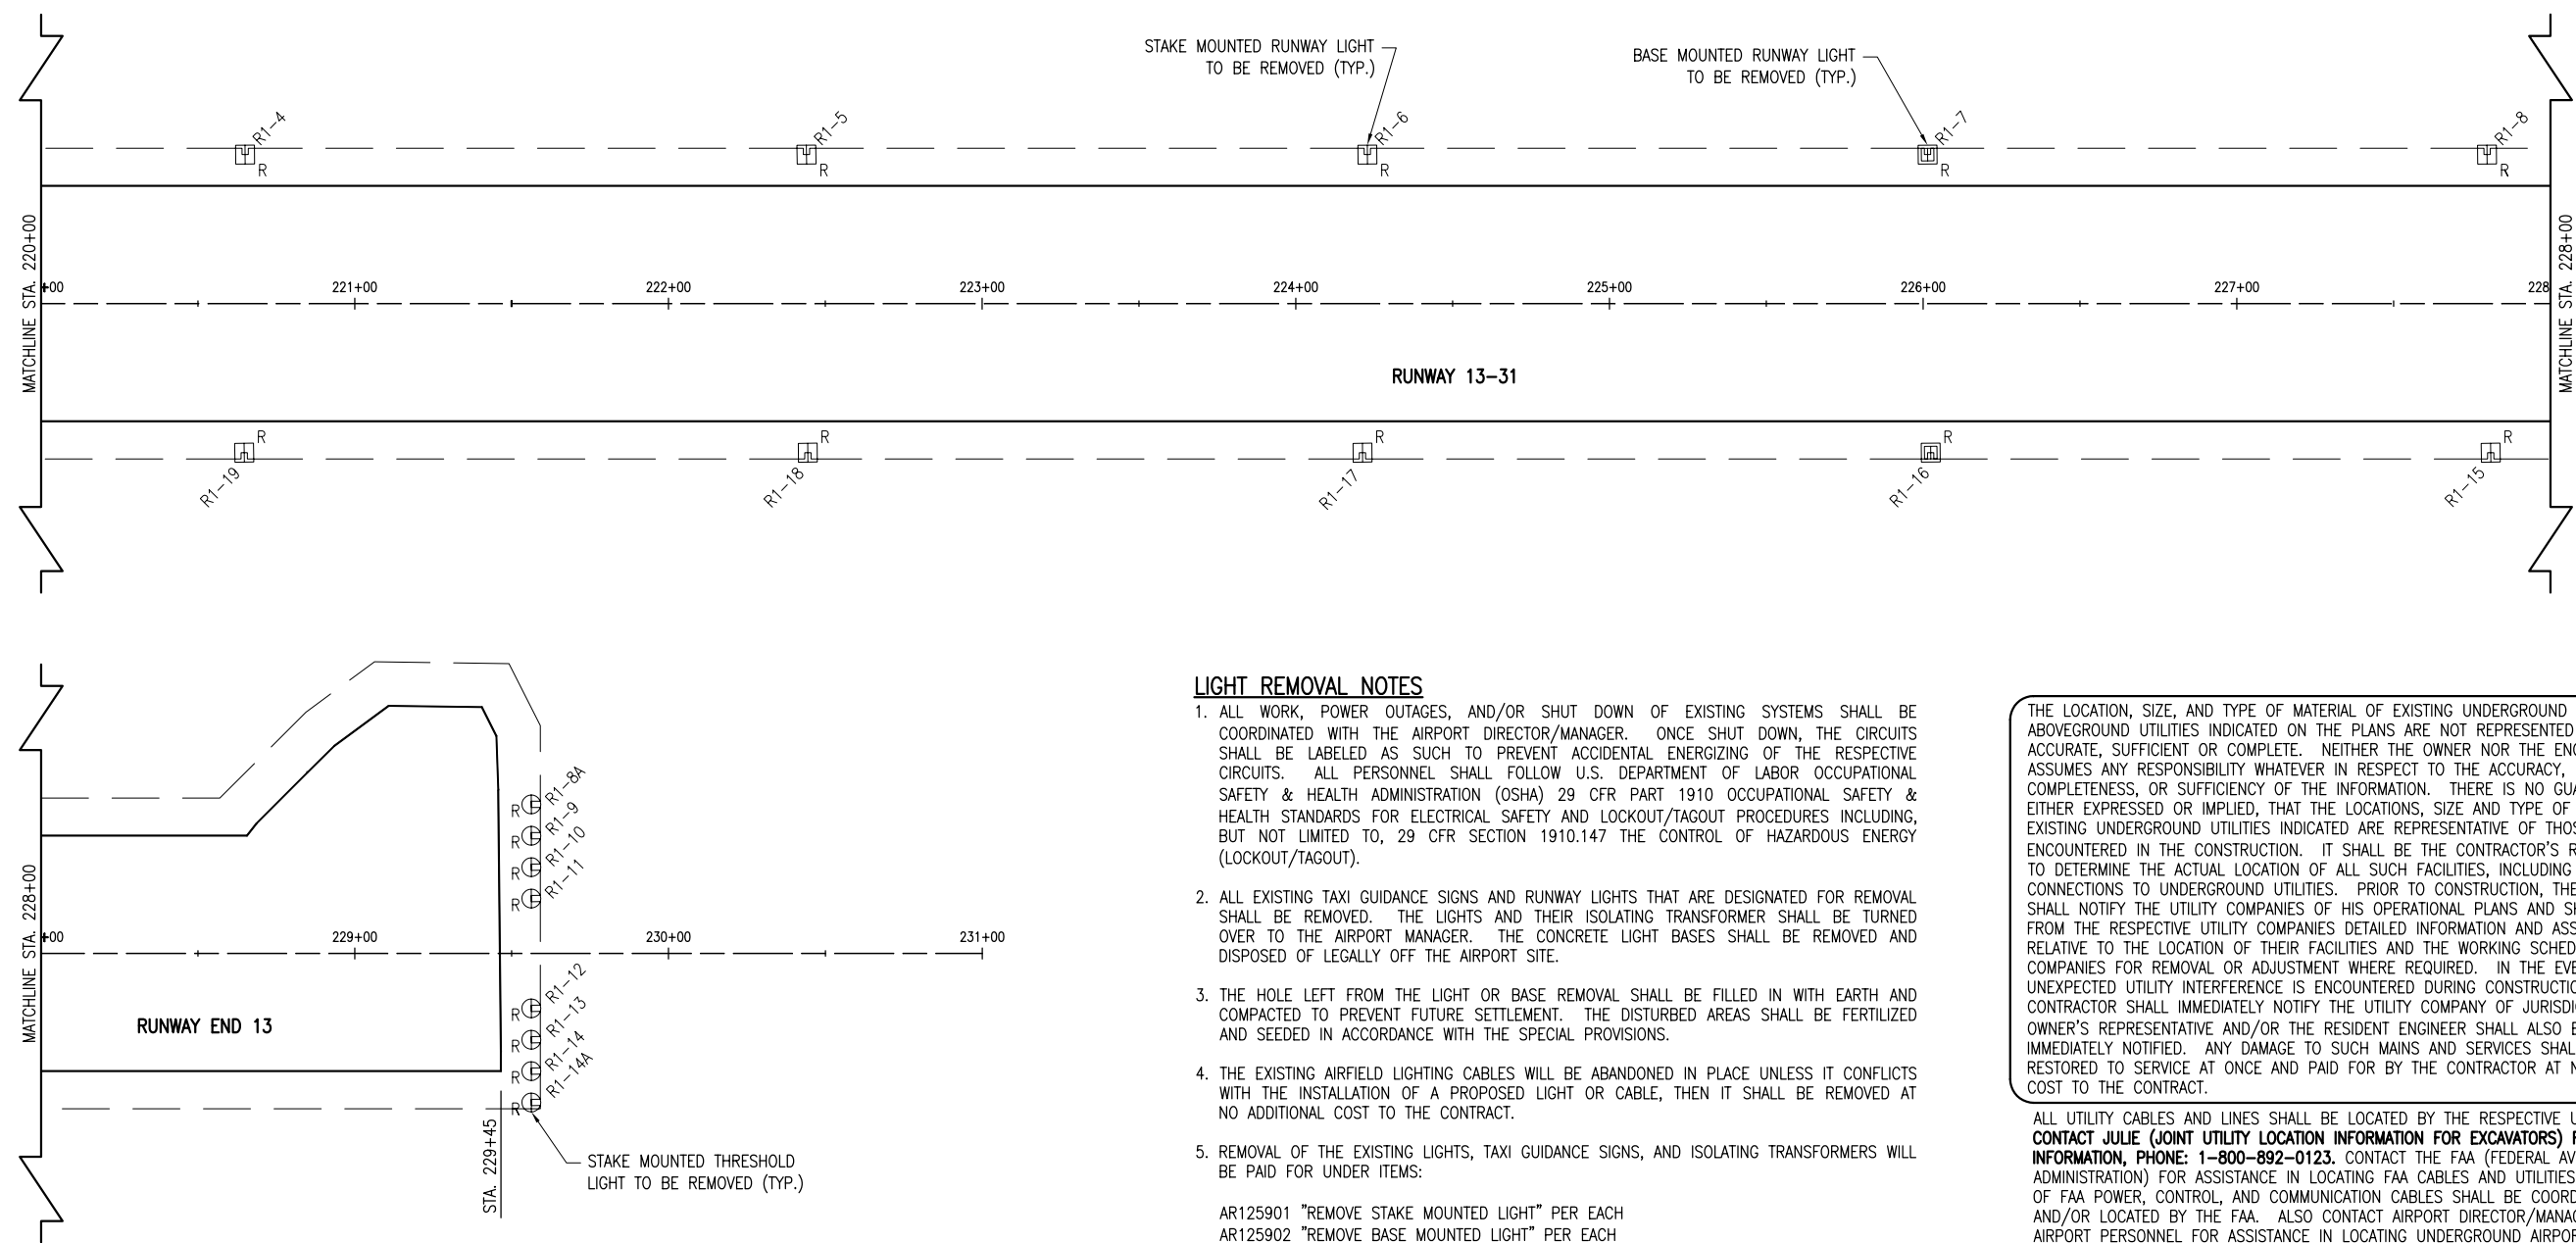 STAKE MOUNTED RUNWAY LIGHT
TO BE REMOVED (TYP.)
BASE MOUNTED RUNWAY LIGHT
TO BE REMOVED (TYP.)
R1-4
R
R1-5
R
R1-6
R
R1-7
R
R1-8
R
MATCHLINE STA. 220+00
+00
221+00
222+00
223+00
224+00
225+00
226+00
227+00
228
MATCHLINE STA. 228+00
RUNWAY 13-31
R
R1-19
R
R1-18
R
R1-17
R
R1-16
R
R1-15
MATCHLINE STA. 228+00
+00
229+00
230+00
231+00
R
R1-8A
R
R1-9
R
R1-10
R
R1-11
R
R1-12
R
R1-13
R
R1-14
R
R1-14A
RUNWAY END 13
STA. 229+45
STAKE MOUNTED THRESHOLD
LIGHT TO BE REMOVED (TYP.)
LIGHT REMOVAL NOTES
1. ALL WORK, POWER OUTAGES, AND/OR SHUT DOWN OF EXISTING SYSTEMS SHALL BE
COORDINATED WITH THE AIRPORT DIRECTOR/MANAGER. ONCE SHUT DOWN, THE CIRCUITS
SHALL BE LABELED AS SUCH TO PREVENT ACCIDENTAL ENERGIZING OF THE RESPECTIVE
CIRCUITS. ALL PERSONNEL SHALL FOLLOW U.S. DEPARTMENT OF LABOR OCCUPATIONAL
SAFETY & HEALTH ADMINISTRATION (OSHA) 29 CFR PART 1910 OCCUPATIONAL SAFETY &
HEALTH STANDARDS FOR ELECTRICAL SAFETY AND LOCKOUT/TAGOUT PROCEDURES INCLUDING,
BUT NOT LIMITED TO, 29 CFR SECTION 1910.147 THE CONTROL OF HAZARDOUS ENERGY
(LOCKOUT/TAGOUT).
2. ALL EXISTING TAXI GUIDANCE SIGNS AND RUNWAY LIGHTS THAT ARE DESIGNATED FOR REMOVAL
SHALL BE REMOVED. THE LIGHTS AND THEIR ISOLATING TRANSFORMER SHALL BE TURNED
OVER TO THE AIRPORT MANAGER. THE CONCRETE LIGHT BASES SHALL BE REMOVED AND
DISPOSED OF LEGALLY OFF THE AIRPORT SITE.
3. THE HOLE LEFT FROM THE LIGHT OR BASE REMOVAL SHALL BE FILLED IN WITH EARTH AND
COMPACTED TO PREVENT FUTURE SETTLEMENT. THE DISTURBED AREAS SHALL BE FERTILIZED
AND SEEDED IN ACCORDANCE WITH THE SPECIAL PROVISIONS.
4. THE EXISTING AIRFIELD LIGHTING CABLES WILL BE ABANDONED IN PLACE UNLESS IT CONFLICTS
WITH THE INSTALLATION OF A PROPOSED LIGHT OR CABLE, THEN IT SHALL BE REMOVED AT
NO ADDITIONAL COST TO THE CONTRACT.
5. REMOVAL OF THE EXISTING LIGHTS, TAXI GUIDANCE SIGNS, AND ISOLATING TRANSFORMERS WILL
BE PAID FOR UNDER ITEMS:
AR125901 "REMOVE STAKE MOUNTED LIGHT" PER EACH
AR125902 "REMOVE BASE MOUNTED LIGHT" PER EACH
THE LOCATION, SIZE, AND TYPE OF MATERIAL OF EXISTING UNDERGROUND
ABOVEGROUND UTILITIES INDICATED ON THE PLANS ARE NOT REPRESENTED
ACCURATE, SUFFICIENT OR COMPLETE. NEITHER THE OWNER NOR THE
ASSUMES ANY RESPONSIBILITY WHATEVER IN RESPECT TO THE ACCURACY,
COMPLETENESS, OR SUFFICIENCY OF THE INFORMATION. THERE IS NO
EITHER EXPRESSED OR IMPLIED, THAT THE LOCATIONS, SIZE AND TYPE OF
EXISTING UNDERGROUND UTILITIES INDICATED ARE REPRESENTATIVE OF
ENCOUNTERED IN THE CONSTRUCTION. IT SHALL BE THE CONTRACTOR'S
TO DETERMINE THE ACTUAL LOCATION OF ALL SUCH FACILITIES, INCLUDING
CONNECTIONS TO UNDERGROUND UTILITIES. PRIOR TO CONSTRUCTION, THE
SHALL NOTIFY THE UTILITY COMPANIES OF HIS OPERATIONAL PLANS AND
FROM THE RESPECTIVE UTILITY COMPANIES DETAILED INFORMATION AND
RELATIVE TO THE LOCATION OF THEIR FACILITIES AND THE WORKING
COMPANIES FOR REMOVAL OR ADJUSTMENT WHERE REQUIRED. IN THE
UNEXPECTED UTILITY INTERFERENCE IS ENCOUNTERED DURING
CONTRACTOR SHALL IMMEDIATELY NOTIFY THE UTILITY COMPANY OF
OWNER'S REPRESENTATIVE AND/OR THE RESIDENT ENGINEER SHALL ALSO
IMMEDIATELY NOTIFIED. ANY DAMAGE TO SUCH MAINS AND SERVICES
RESTORED TO SERVICE AT ONCE AND PAID FOR BY THE CONTRACTOR AT
COST TO THE CONTRACT.
ALL UTILITY CABLES AND LINES SHALL BE LOCATED BY THE RESPECTIVE
CONTACT JULIE (JOINT UTILITY LOCATION INFORMATION FOR EXCAVATORS)
INFORMATION, PHONE: 1-800-892-0123. CONTACT THE FAA (FEDERAL
ADMINISTRATION) FOR ASSISTANCE IN LOCATING FAA CABLES AND UTILITIES
OF FAA POWER, CONTROL, AND COMMUNICATION CABLES SHALL BE
AND/OR LOCATED BY THE FAA. ALSO CONTACT AIRPORT
AIRPORT PERSONNEL FOR ASSISTANCE IN LOCATING UNDERGROUND